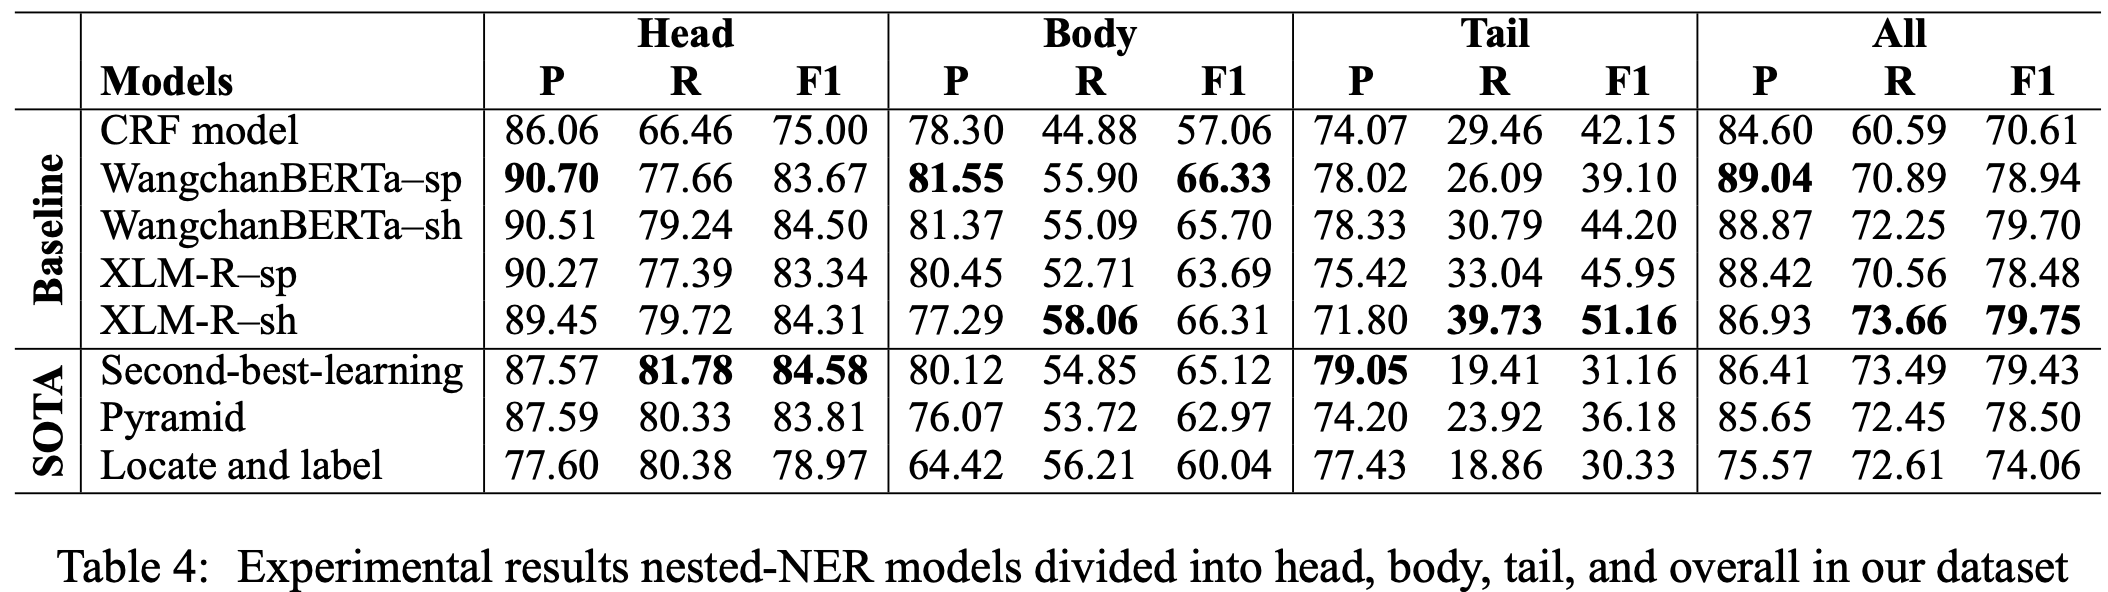 Head Body Tail All
Models P R F1 P R F1 P R F1 P R F1
Baseline
CRF model 86.06 66.46 75.00 78.30 44.88 57.06 74.07 29.46 42.15 84.60 60.59 70.61
WangchanBERTa–sp 90.70 77.66 83.67 81.55 55.90 66.33 78.02 26.09 39.10 89.04 70.89 78.94
WangchanBERTa–sh 90.51 79.24 84.50 81.37 55.09 65.70 78.33 30.79 44.20 88.87 72.25 79.70
XLM-R–sp 90.27 77.39 83.34 80.45 52.71 63.69 75.42 33.04 45.95 88.42 70.56 78.48
XLM-R–sh 89.45 79.72 84.31 77.29 58.06 66.31 71.80 39.73 51.16 86.93 73.66 79.75
SOTA
Second-best-learning 87.57 81.78 84.58 80.12 54.85 65.12 79.05 19.41 31.16 86.41 73.49 79.43
Pyramid 87.59 80.33 83.81 76.07 53.72 62.97 74.20 23.92 36.18 85.65 72.45 78.50
Locate and label 77.60 80.38 78.97 64.42 56.21 60.04 77.43 18.86 30.33 75.57 72.61 74.06
Table 4: Experimental results nested-NER models divided into head, body, tail, and overall in our dataset